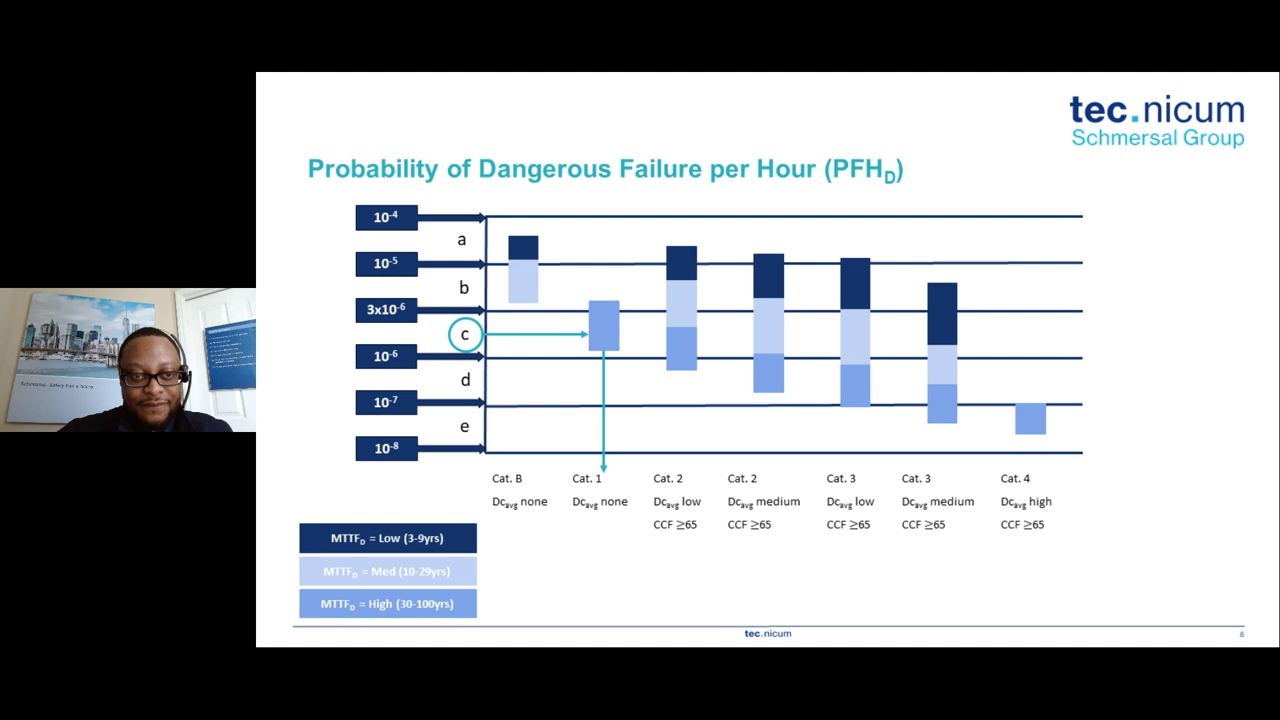 tec.nicum
Schmersal Group
Probability of Dangerous Failure per Hour (PFHD)
10-4
a
10-5
b
3x10-6
c
10-6
d
10-7
e
10-8
Cat. B
Cat. 1
Cat. 2
Cat. 2
Cat. 3
Cat. 3
Cat. 4
Dcavg none
Dcavg none
Dcavg low
Dcavg medium
Dcavg low
Dcavg medium
Dcavg high
CCF ≥65
CCF ≥65
CCF ≥65
CCF ≥65
CCF ≥65
MTTFD = Low (3-9yrs)
MTTFD = Med (10-29yrs)
MTTFD = High (30-100yrs)
tec.nicum
8